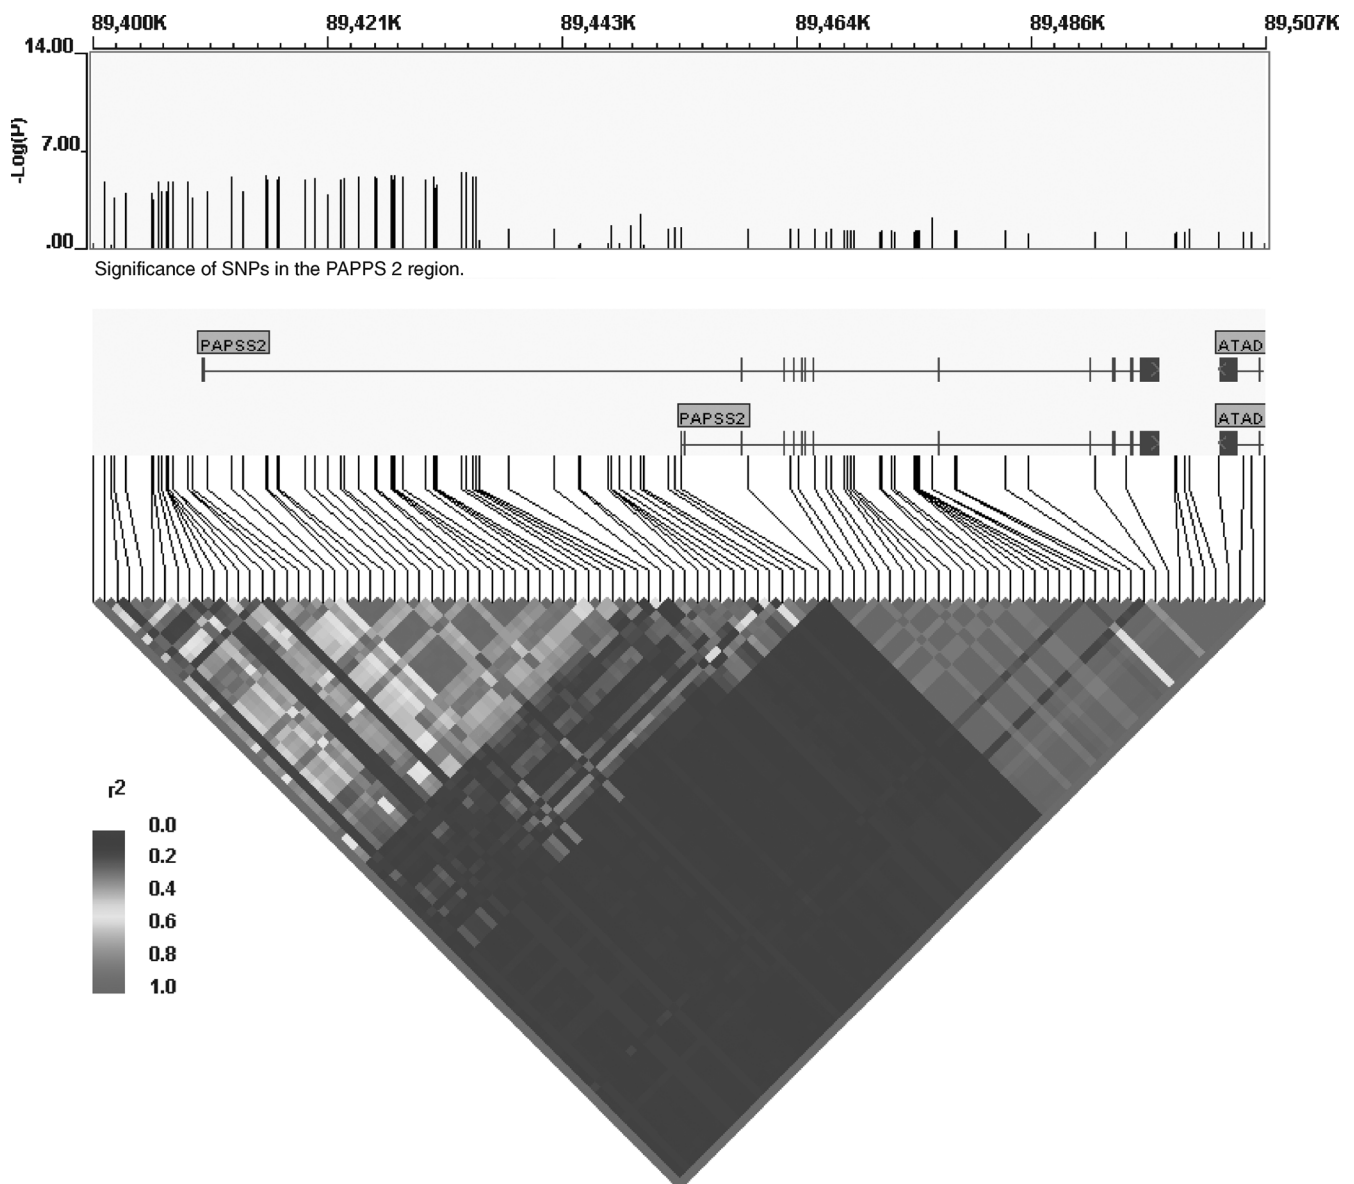 89,400K 89,421K 89,443K 89,464K 89,486K 89,507K
14.00
7.00
.00
-Log(P)
Significance of SNPs in the PAPPS 2 region.
PAPSS2 ATAD
PAPSS2 ATAD
r2
0.0
0.2
0.4
0.6
0.8
1.0